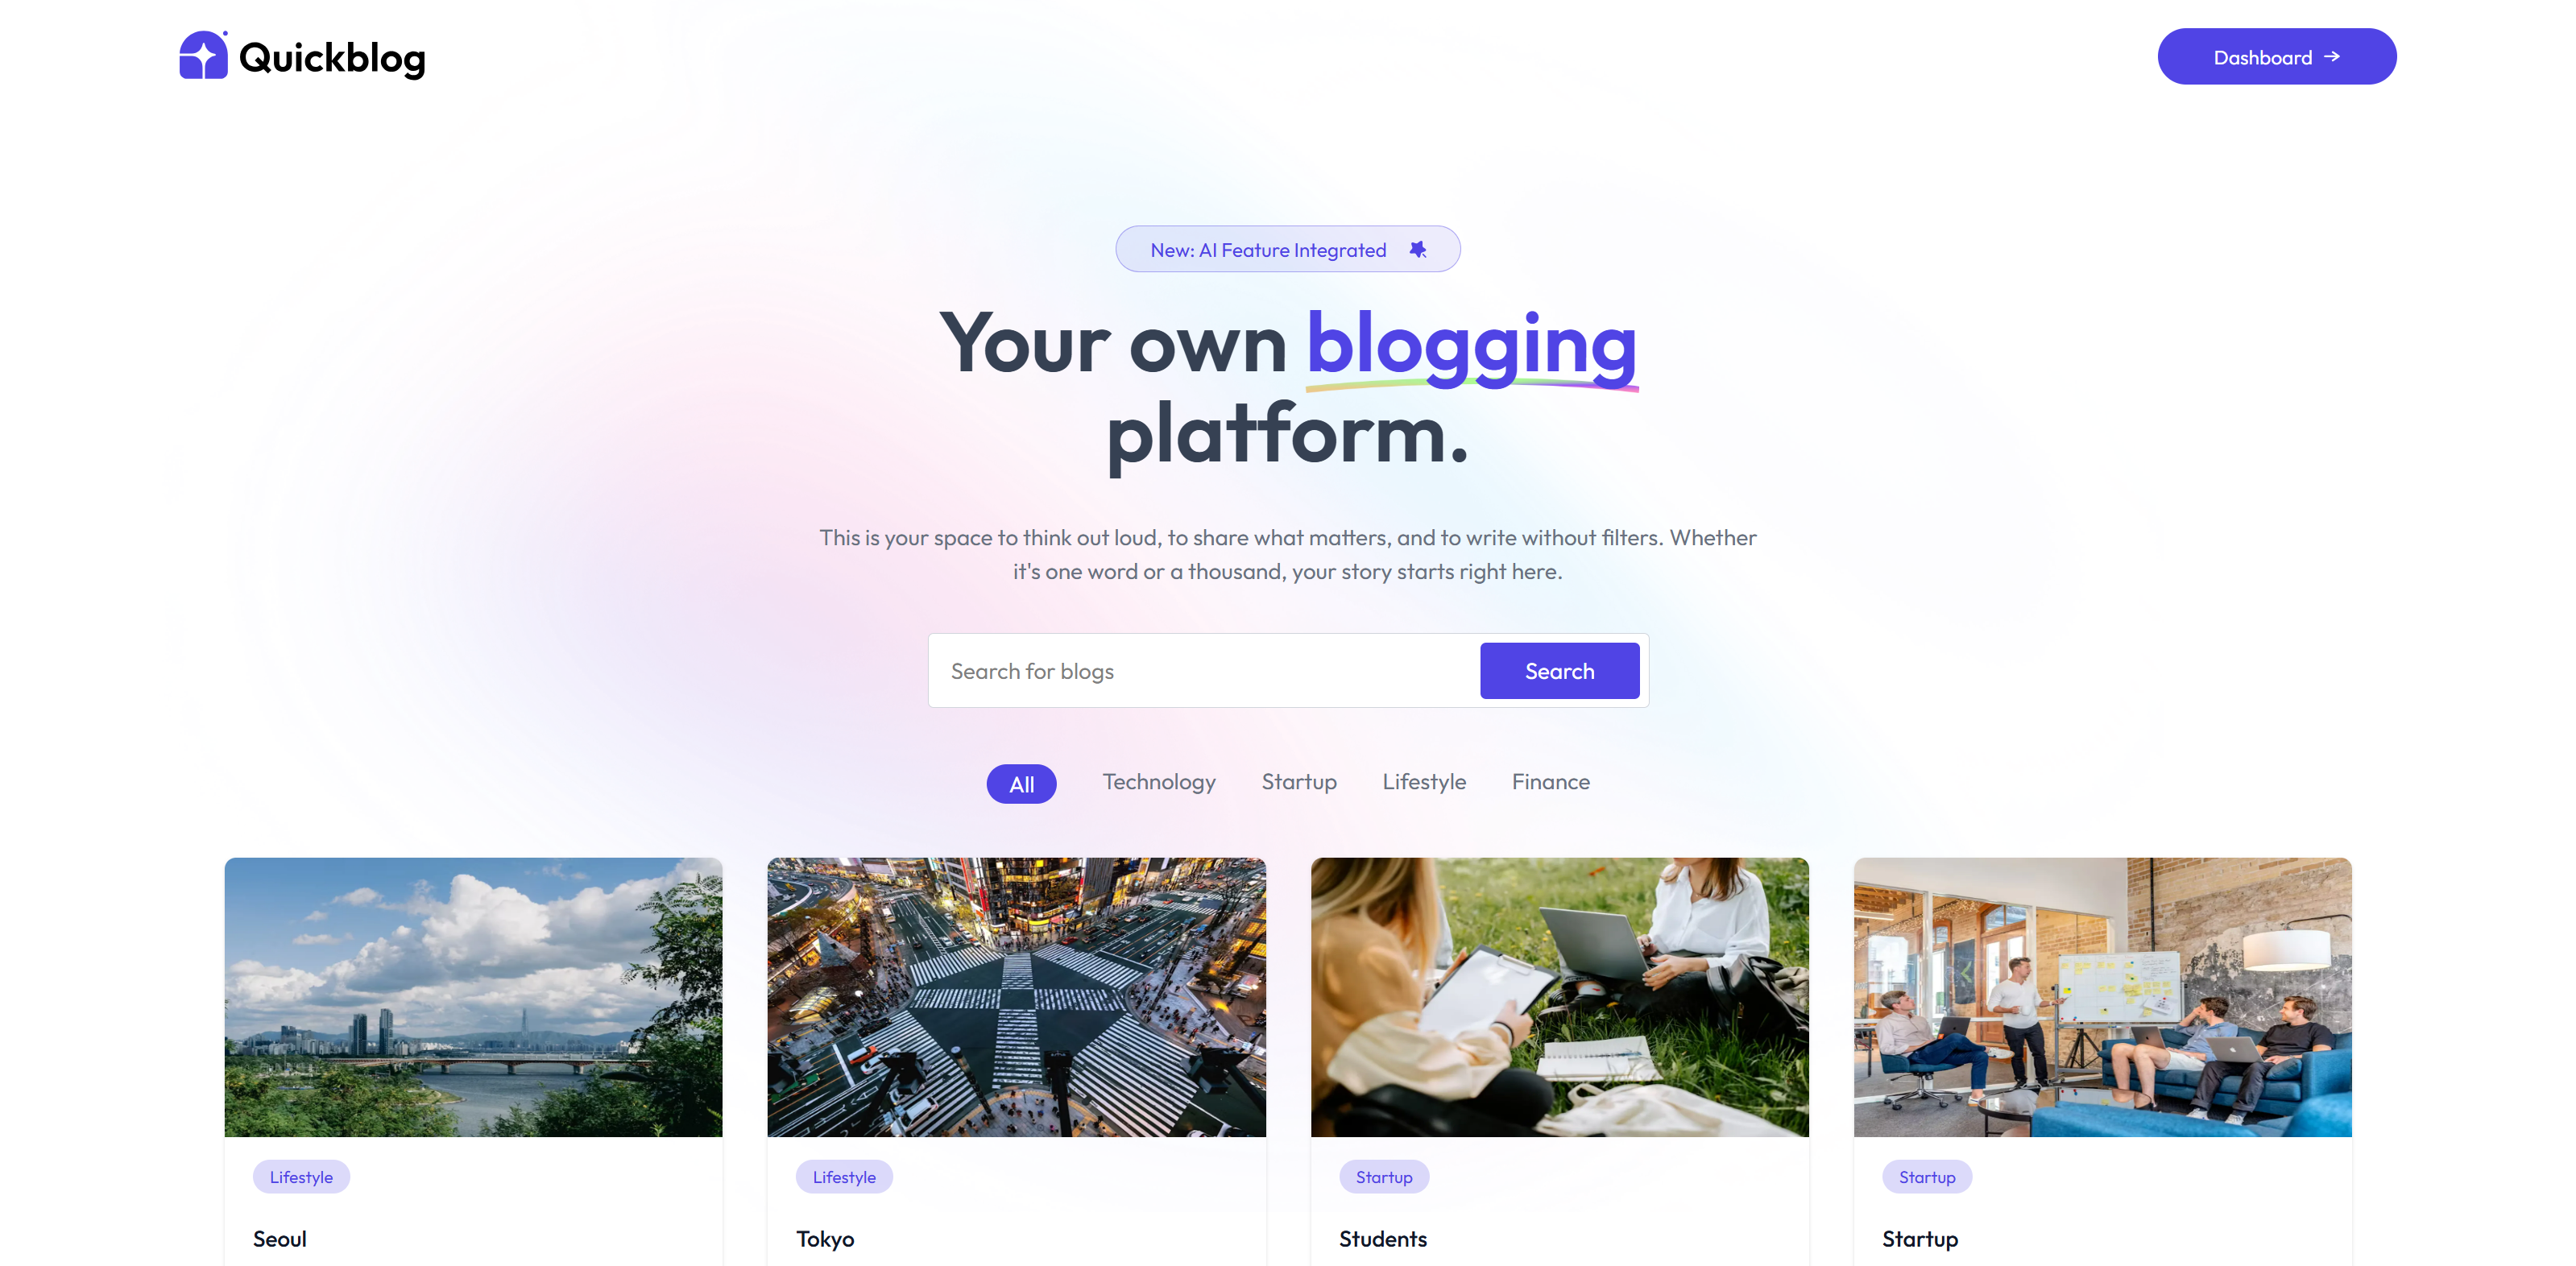 Quickblog
Dashboard →
New: AI Feature Integrated
Your own blogging
platform.
This is your space to think out loud, to share what matters, and to write without filters. Whether
it's one word or a thousand, your story starts right here.
Search for blogs
Search
All Technology Startup Lifestyle Finance
Lifestyle Lifestyle Startup Startup
Seoul Tokyo Students Startup